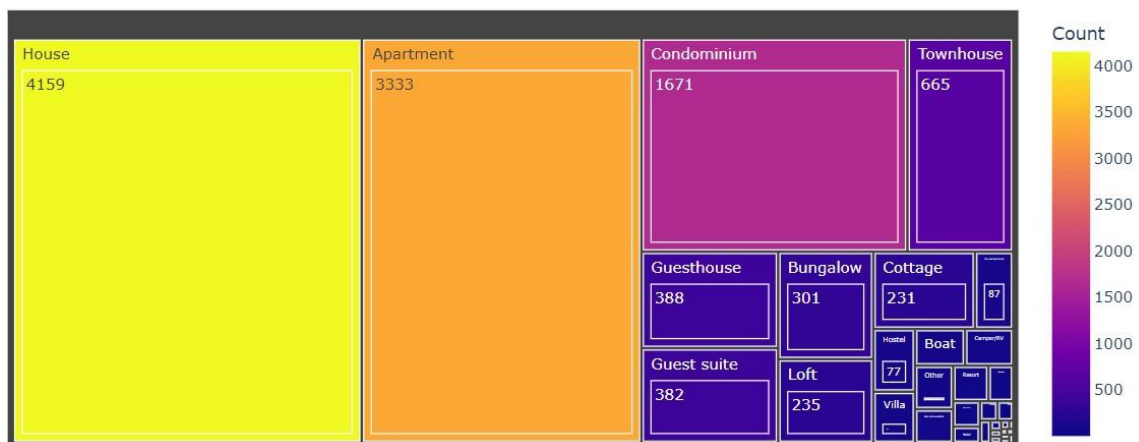 House
4159
Apartment
3333
Condominium
1671
Townhouse
665
Guesthouse
388
Guest suite
382
Bungalow
301
Loft
235
Cottage
231
87
Hostel
77
Villa
Boat
Camper/RV
Other
Resort
Count
4000
3500
3000
2500
2000
1500
1000
500